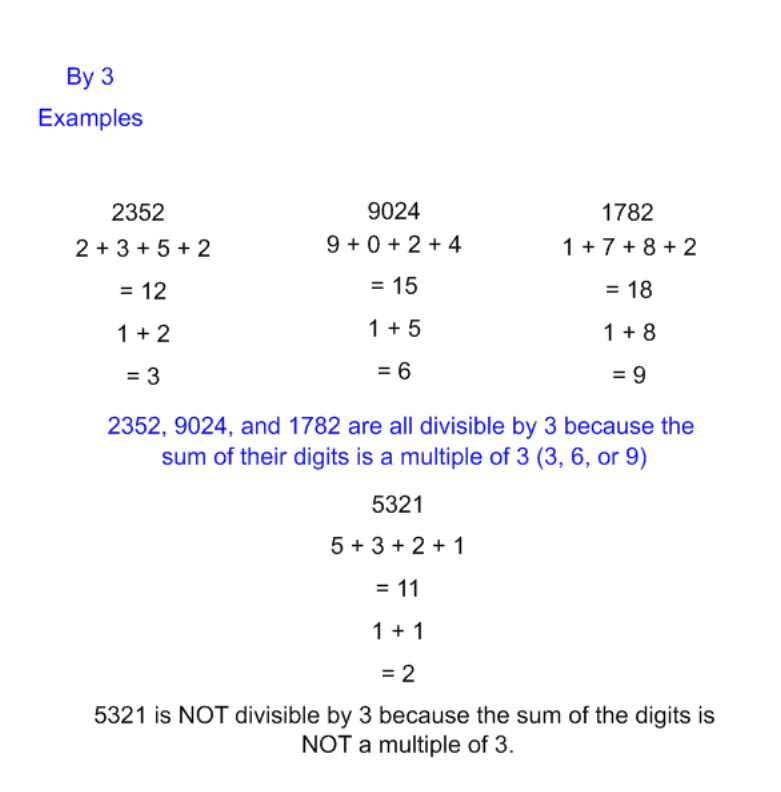 By 3
Examples
2352
2 + 3 + 5 + 2
= 12
1 + 2
= 3
9024
9 + 0 + 2 + 4
= 15
1 + 5
= 6
1782
1 + 7 + 8 + 2
= 18
1 + 8
= 9
2352, 9024, and 1782 are all divisible by 3 because the
sum of their digits is a multiple of 3 (3, 6, or 9)
5321
5 + 3 + 2 + 1
= 11
1 + 1
= 2
5321 is NOT divisible by 3 because the sum of the digits is
NOT a multiple of 3.